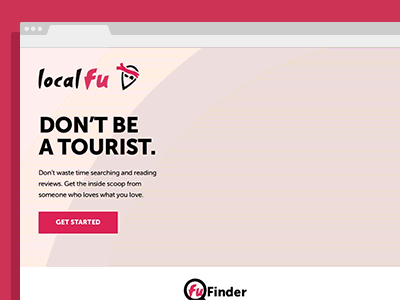 local fu
DON'T BE
A TOURIST.
Don't waste time searching and reading
reviews. Get the inside scoop from
someone who loves what you love.
GET STARTED
fu Finder